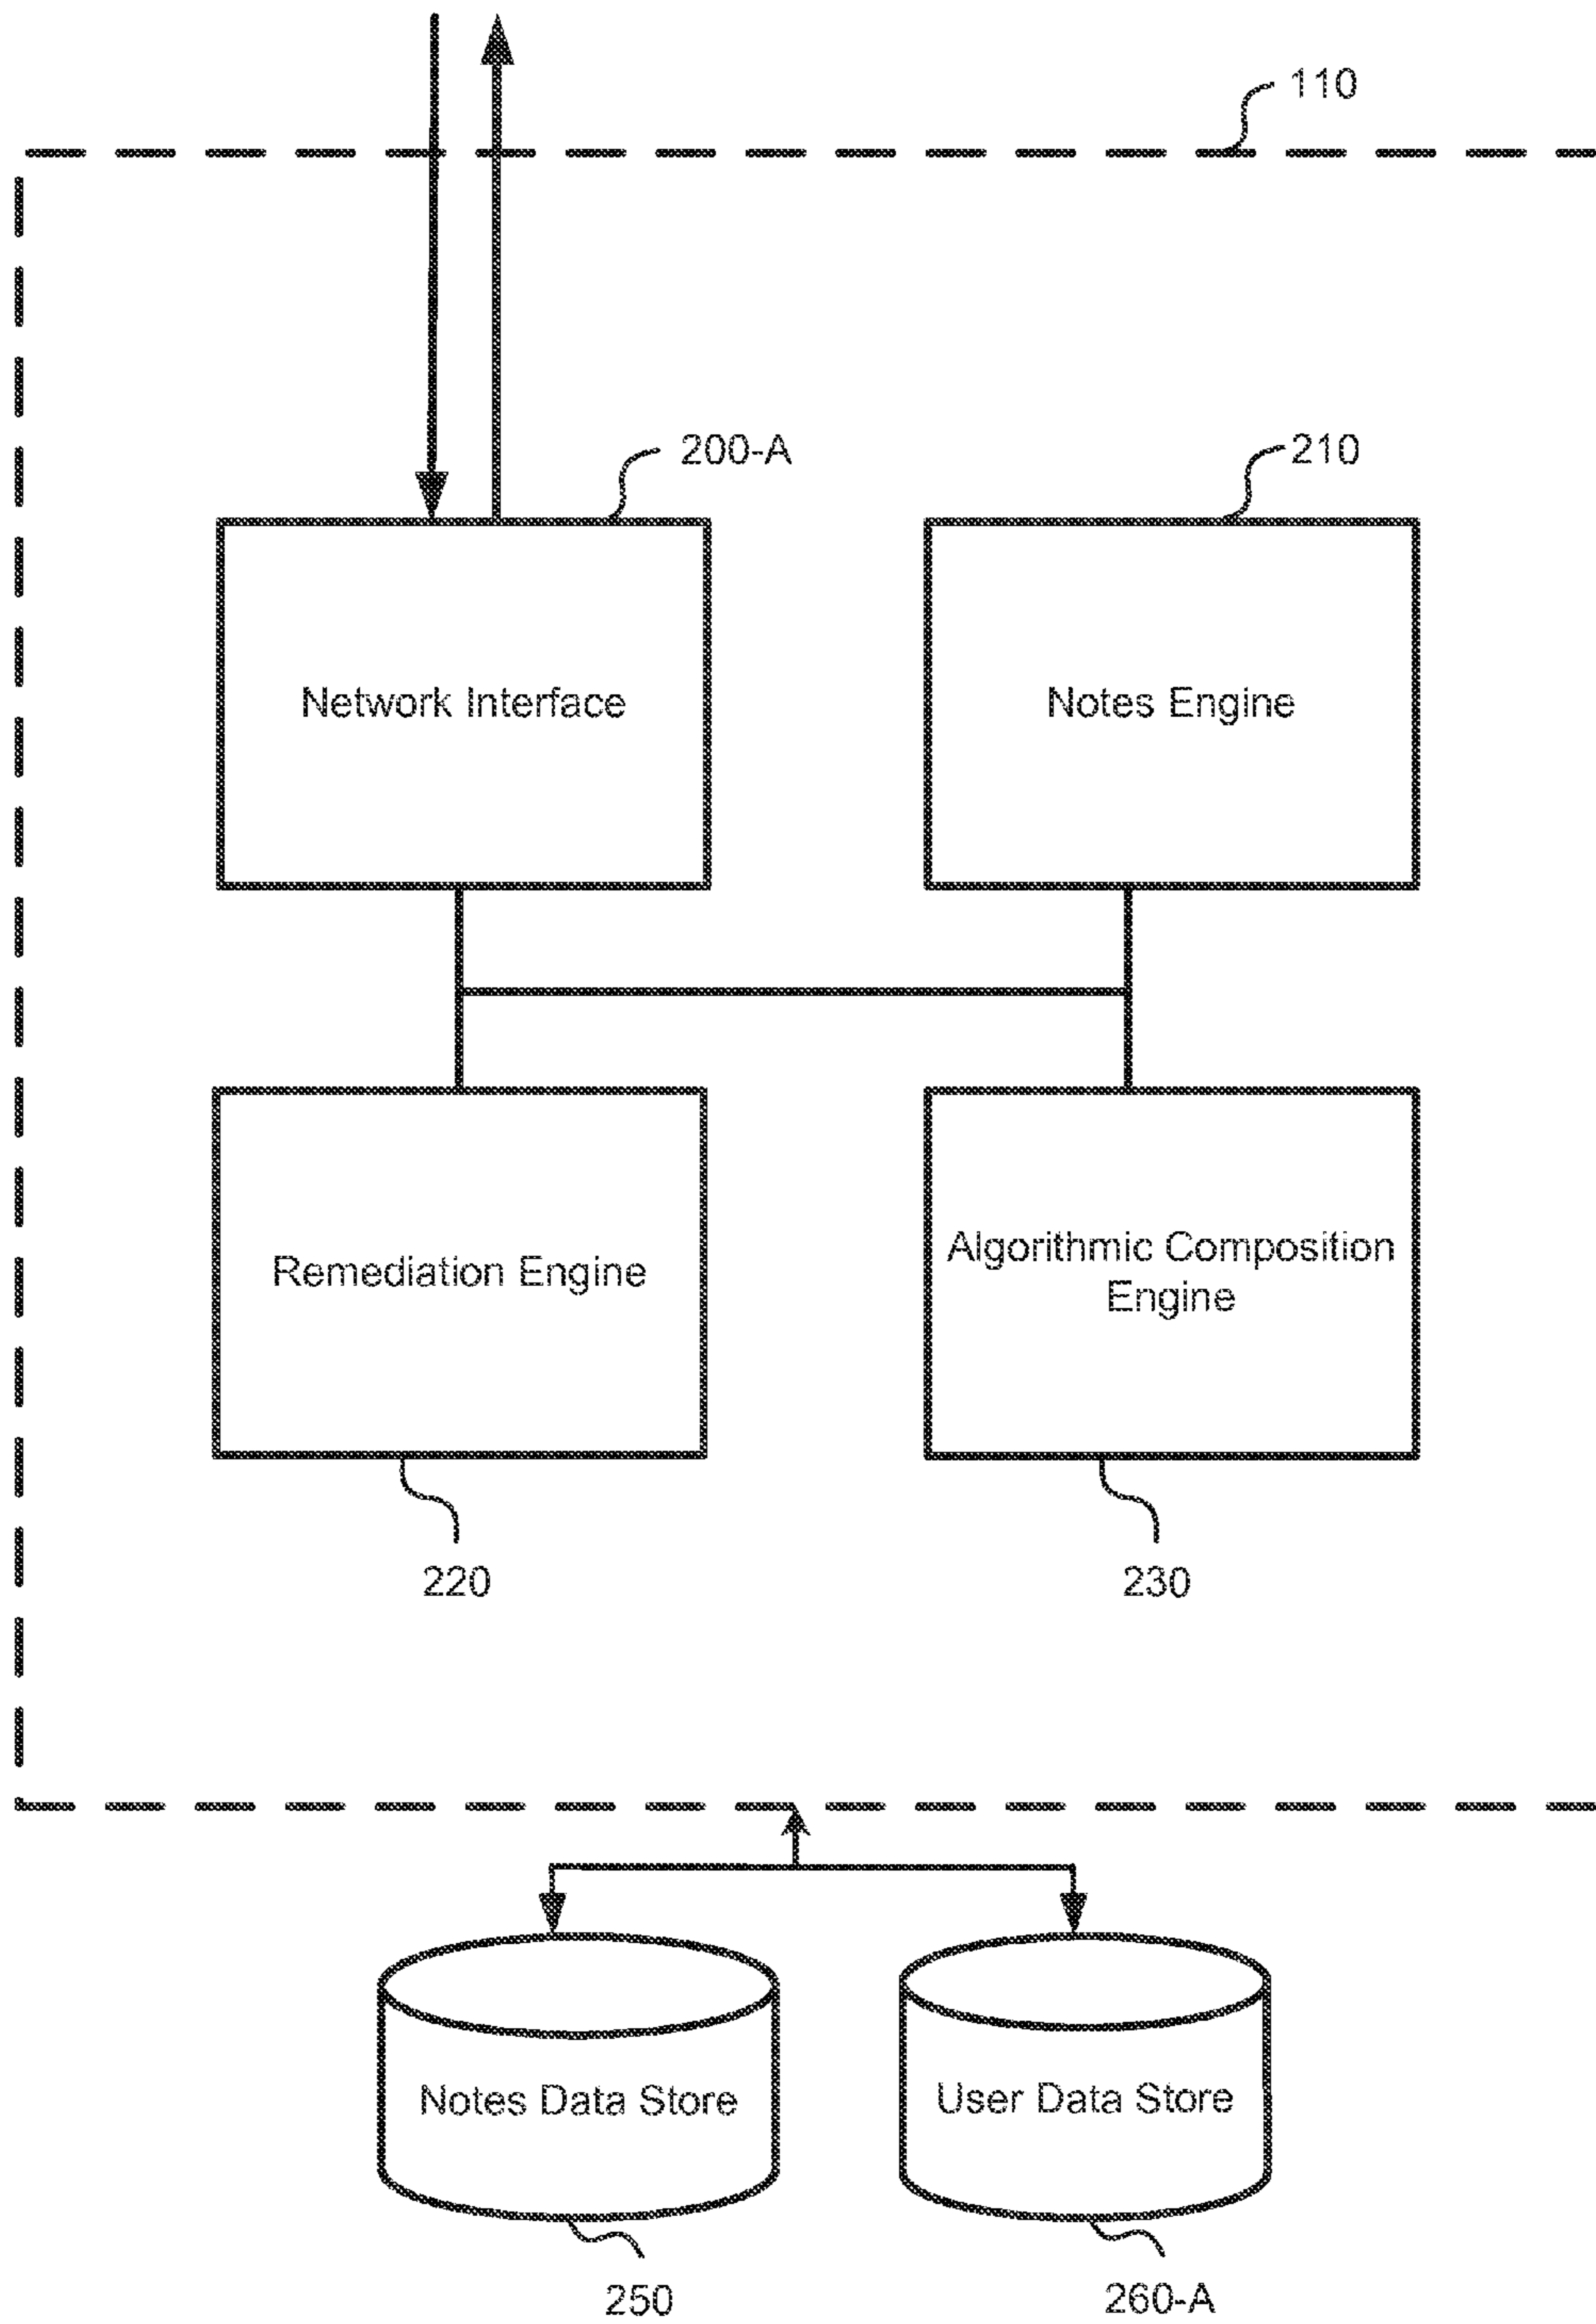 110
200-A
210
Network Interface
Notes Engine
Remediation Engine
Algorithmic Composition
Engine
220
230
Notes Data Store
User Data Store
250
260-A